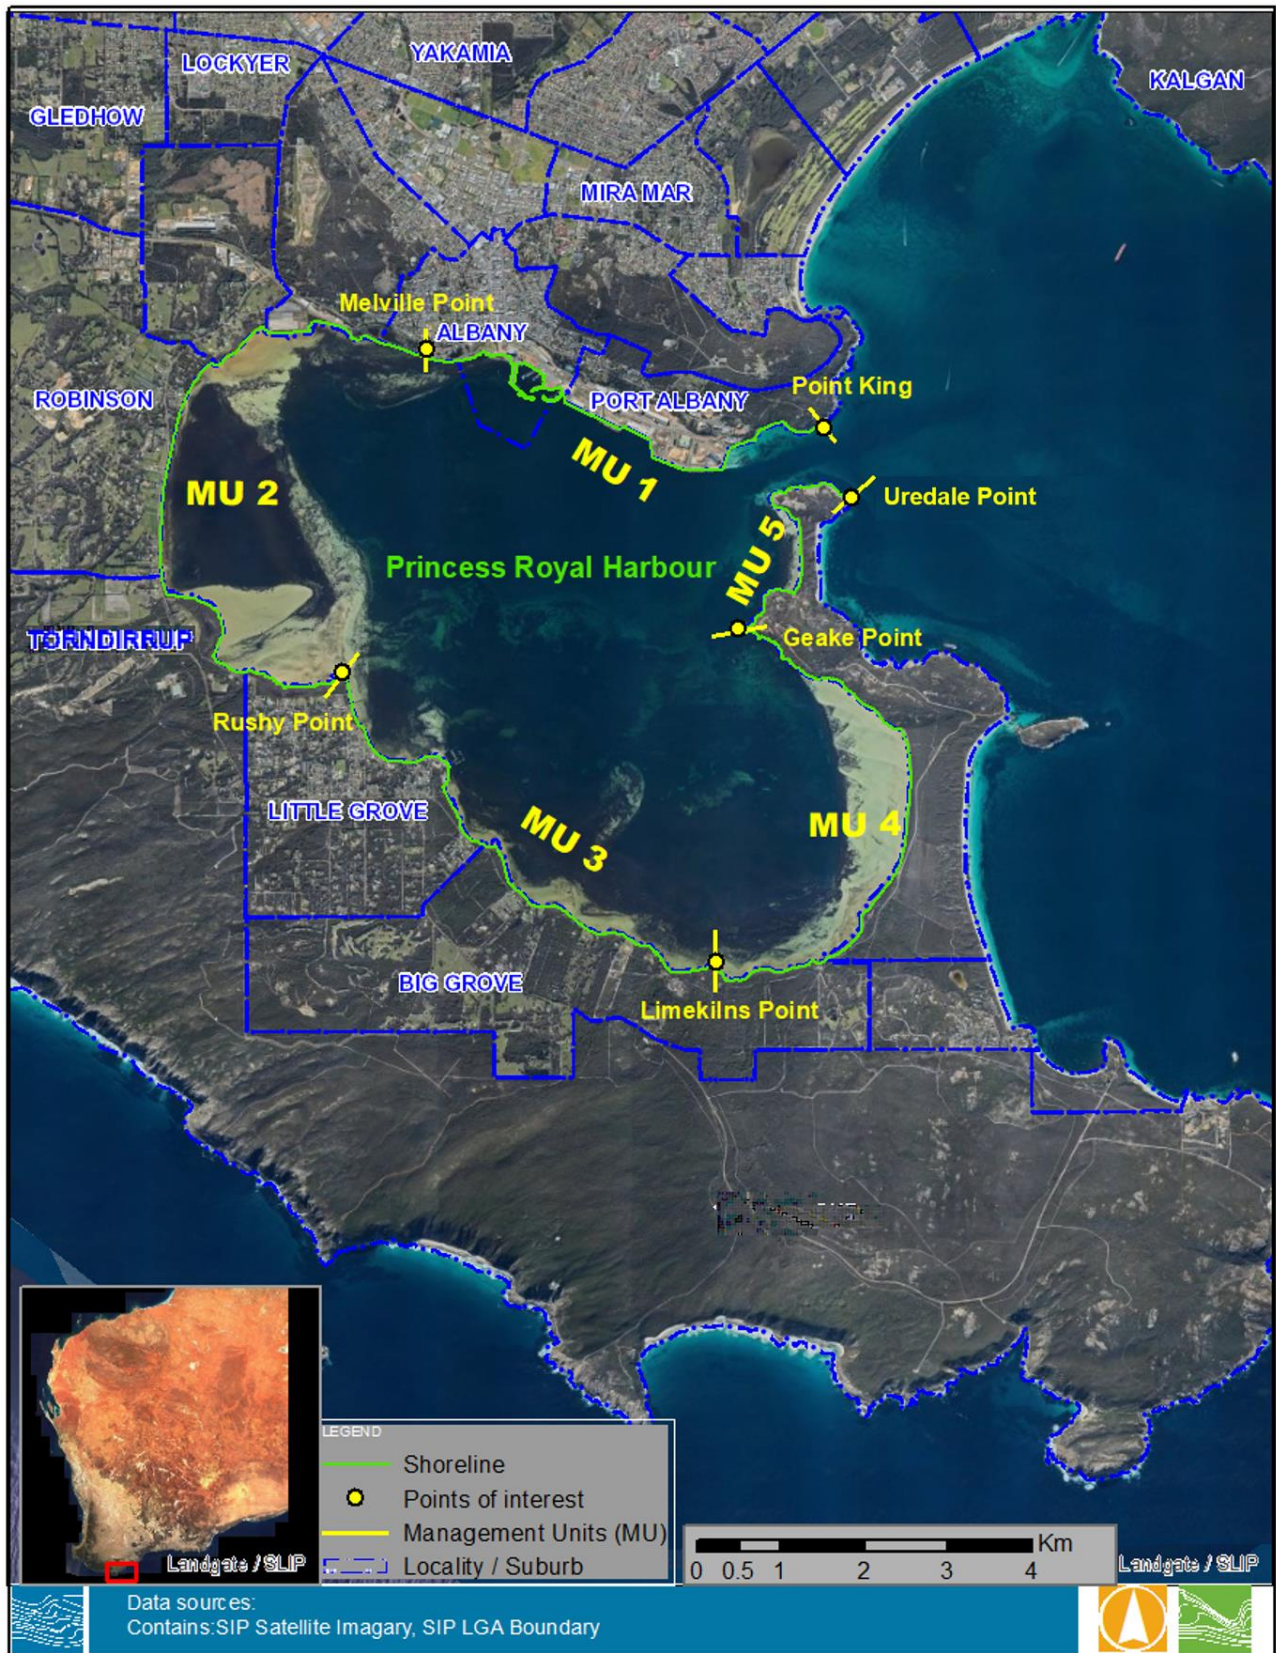 LOCKYER
YAKAMIA
KALGAN
GLEDHOW
MIRA MAR
Melville Point
ALBANY
ROBINSON
PORT ALBANY
Point King
MU 1
MU 2
Uredale Point
MU 5
Princess Royal Harbour
TORNDIRRUP
Geake Point
Rushy Point
LITTLE GROVE
MU 3
MU 4
BIG GROVE
Limekilns Point
LEGEND
Shoreline
Points of interest
Management Units (MU)
Locality / Suburb
Landgate / SLIP
Km
0 0.5 1 2 3 4
Landgate / SLIP
Data sources:
Contains:SIP Satellite Imagary, SIP LGA Boundary